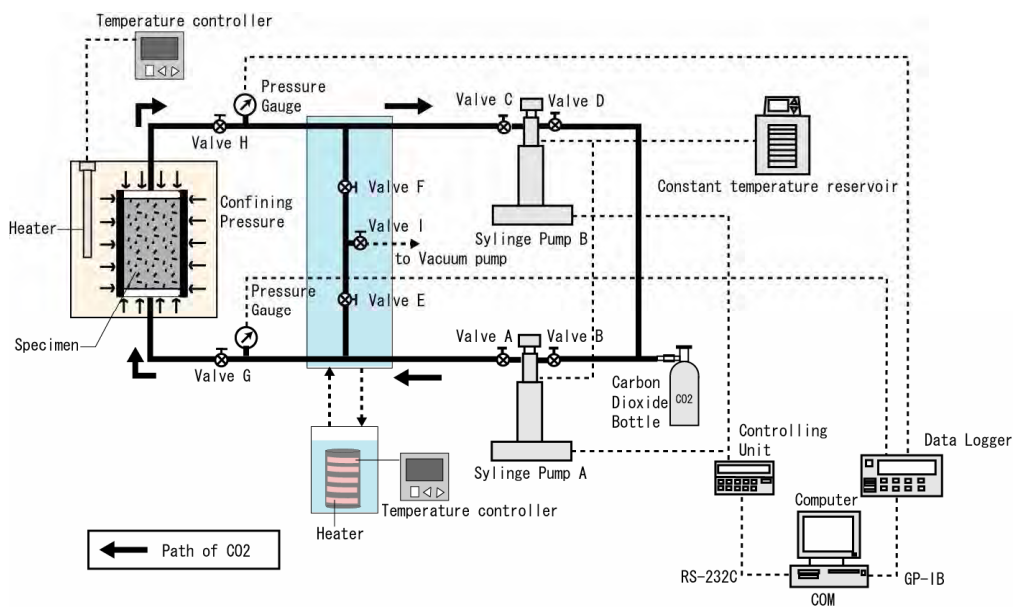 Temperature controller
Pressure
Gauge
Valve H
Valve C
Valve D
Valve F
Confining
Pressure
Constant temperature reservoir
Heater
Valve I
to Vacuum pump
Sylinge Pump B
Pressure
Gauge
Valve E
Specimen
Valve G
Valve A
Valve B
Carbon
Dioxide
Bottle
CO2
Controlling
Unit
Data Logger
Sylinge Pump A
Temperature controller
Heater
Computer
Path of CO2
RS-232C
GP-IB
COM